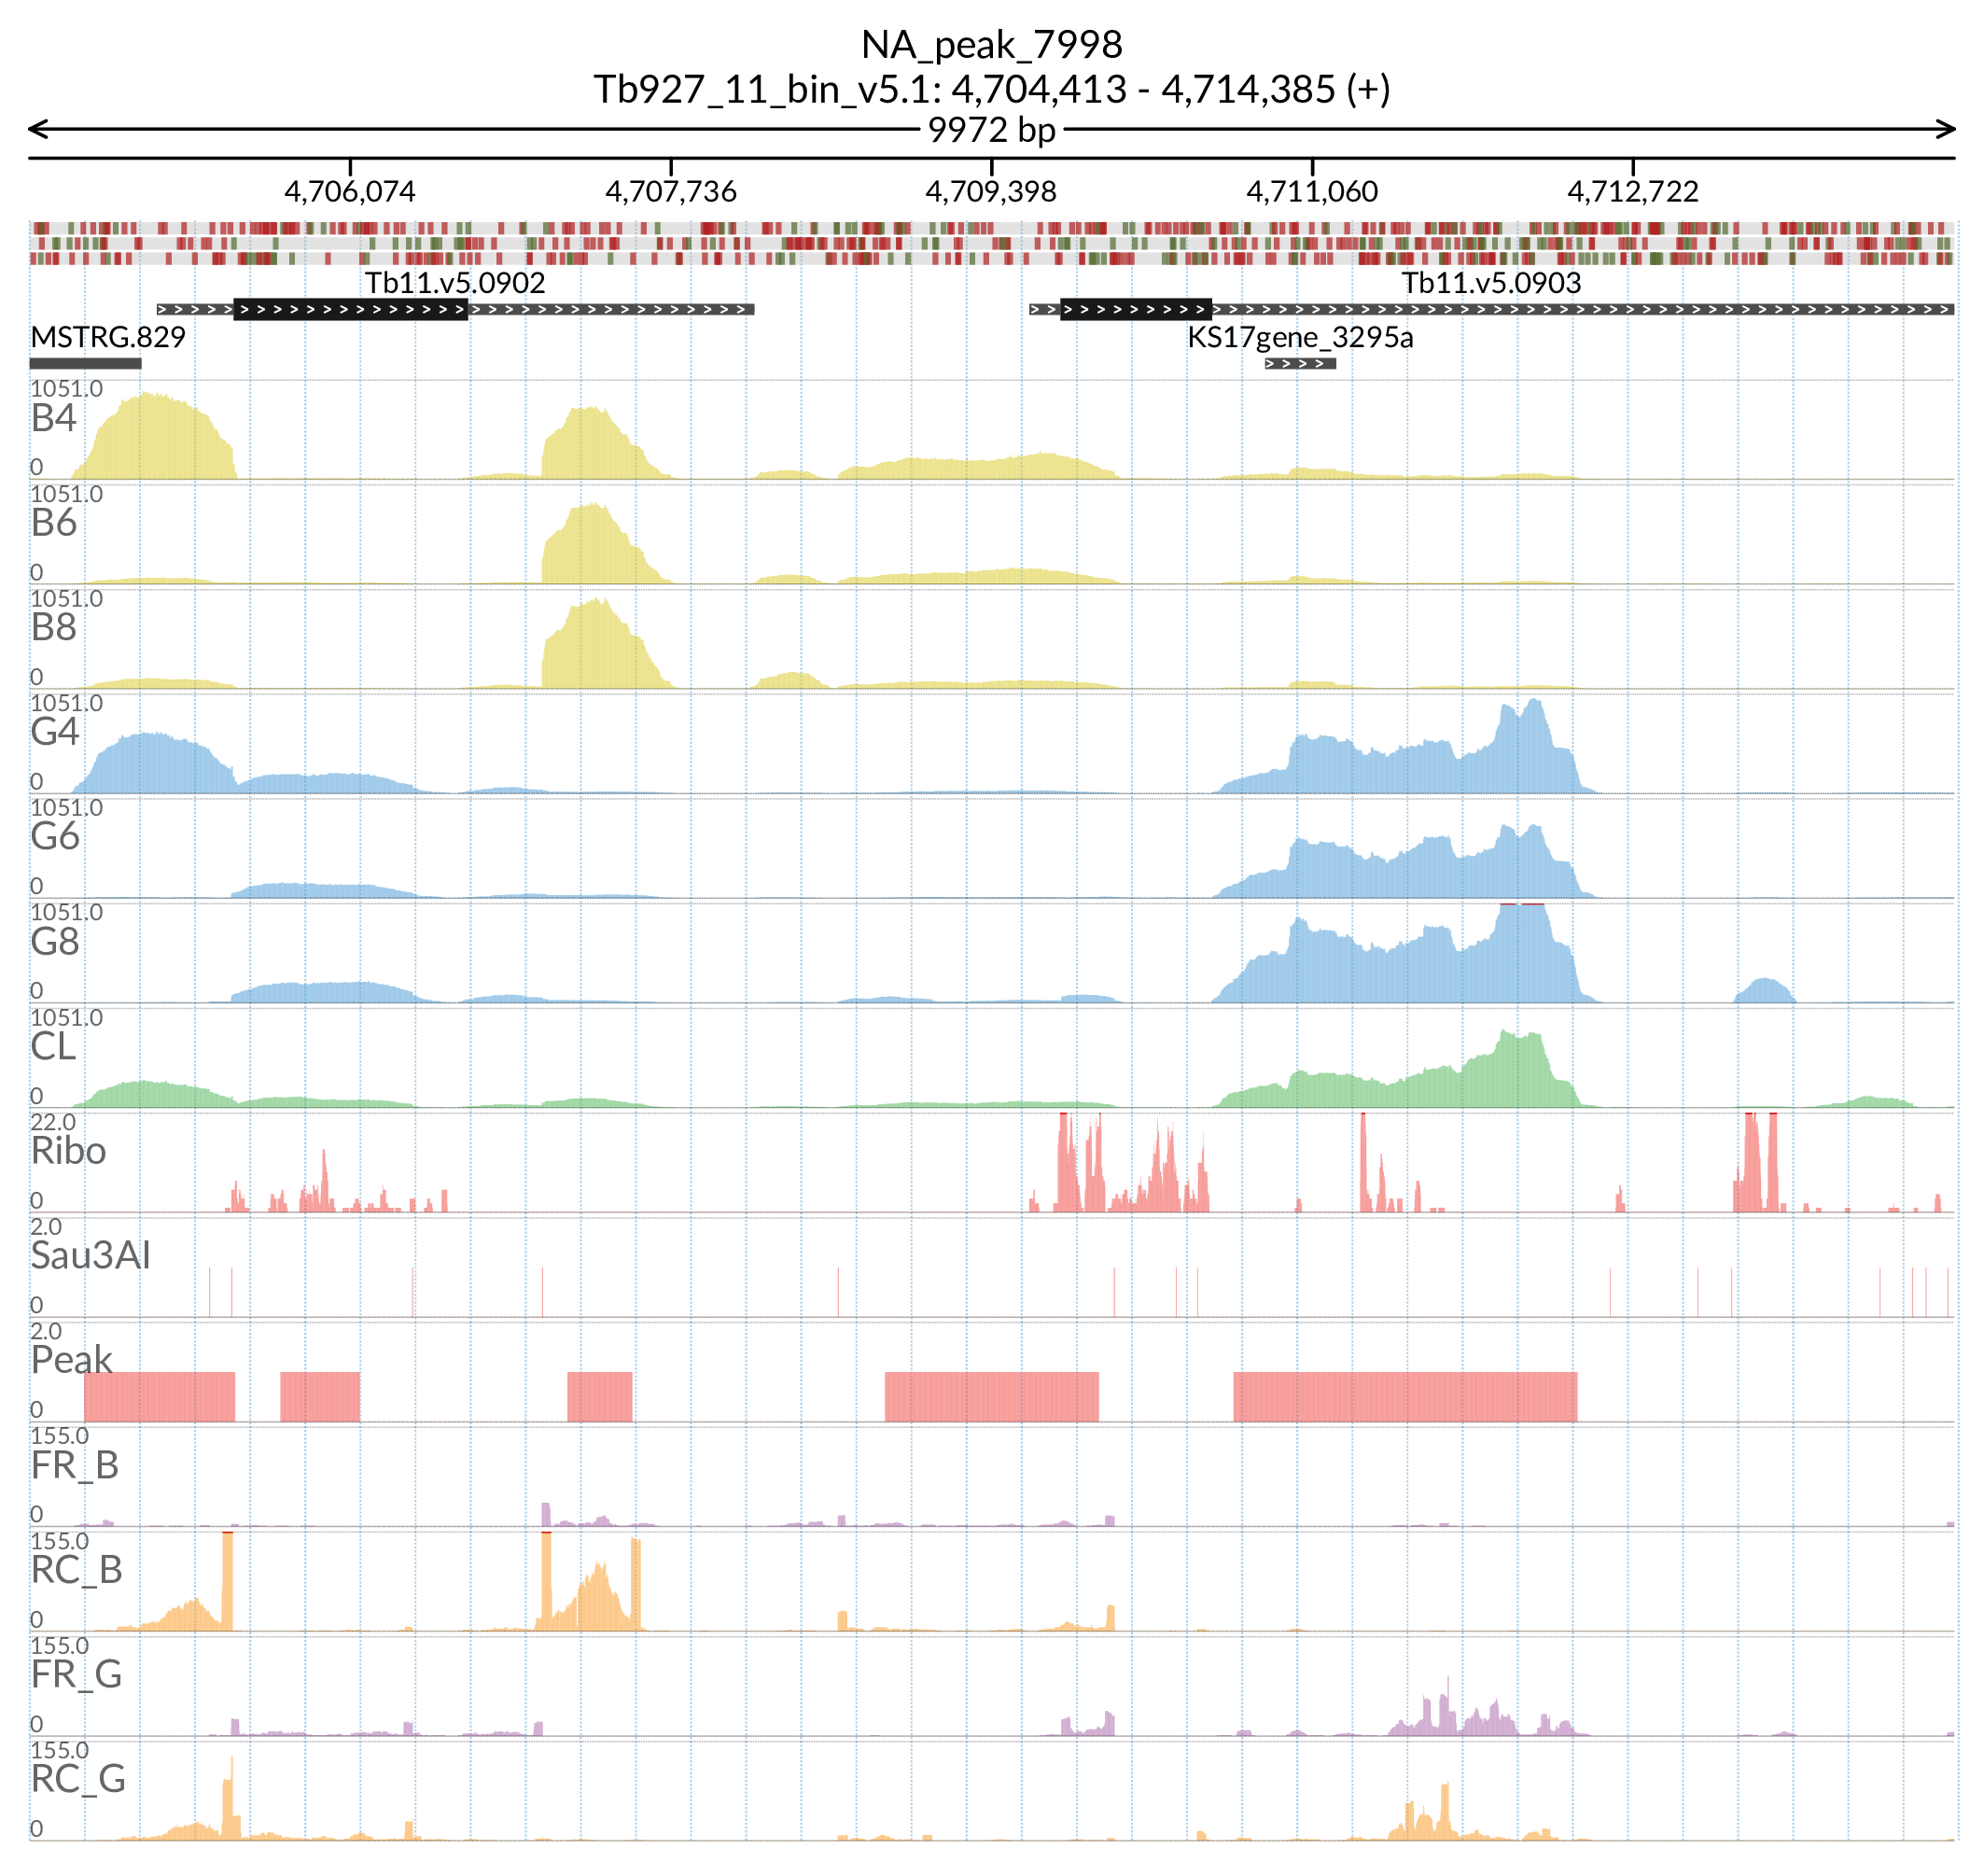 NA_peak_7998
Tb927_11_bin_v5.1: 4,704,413 - 4,714,385 (+)
9972 bp
4,706,074 4,707,736 4,709,398 4,711,060 4,712,722
Tb11.v5.0902 Tb11.v5.0903
MSTRG.829 KS17gene_3295a
1051.0
B4
0
1051.0
B6
0
1051.0
B8
0
1051.0
G4
0
1051.0
G6
0
1051.0
G8
0
1051.0
CL
0
22.0
Ribo
0
2.0
Sau3AI
0
2.0
Peak
0
155.0
FR_B
0
155.0
RC_B
0
155.0
FR_G
0
155.0
RC_G
0